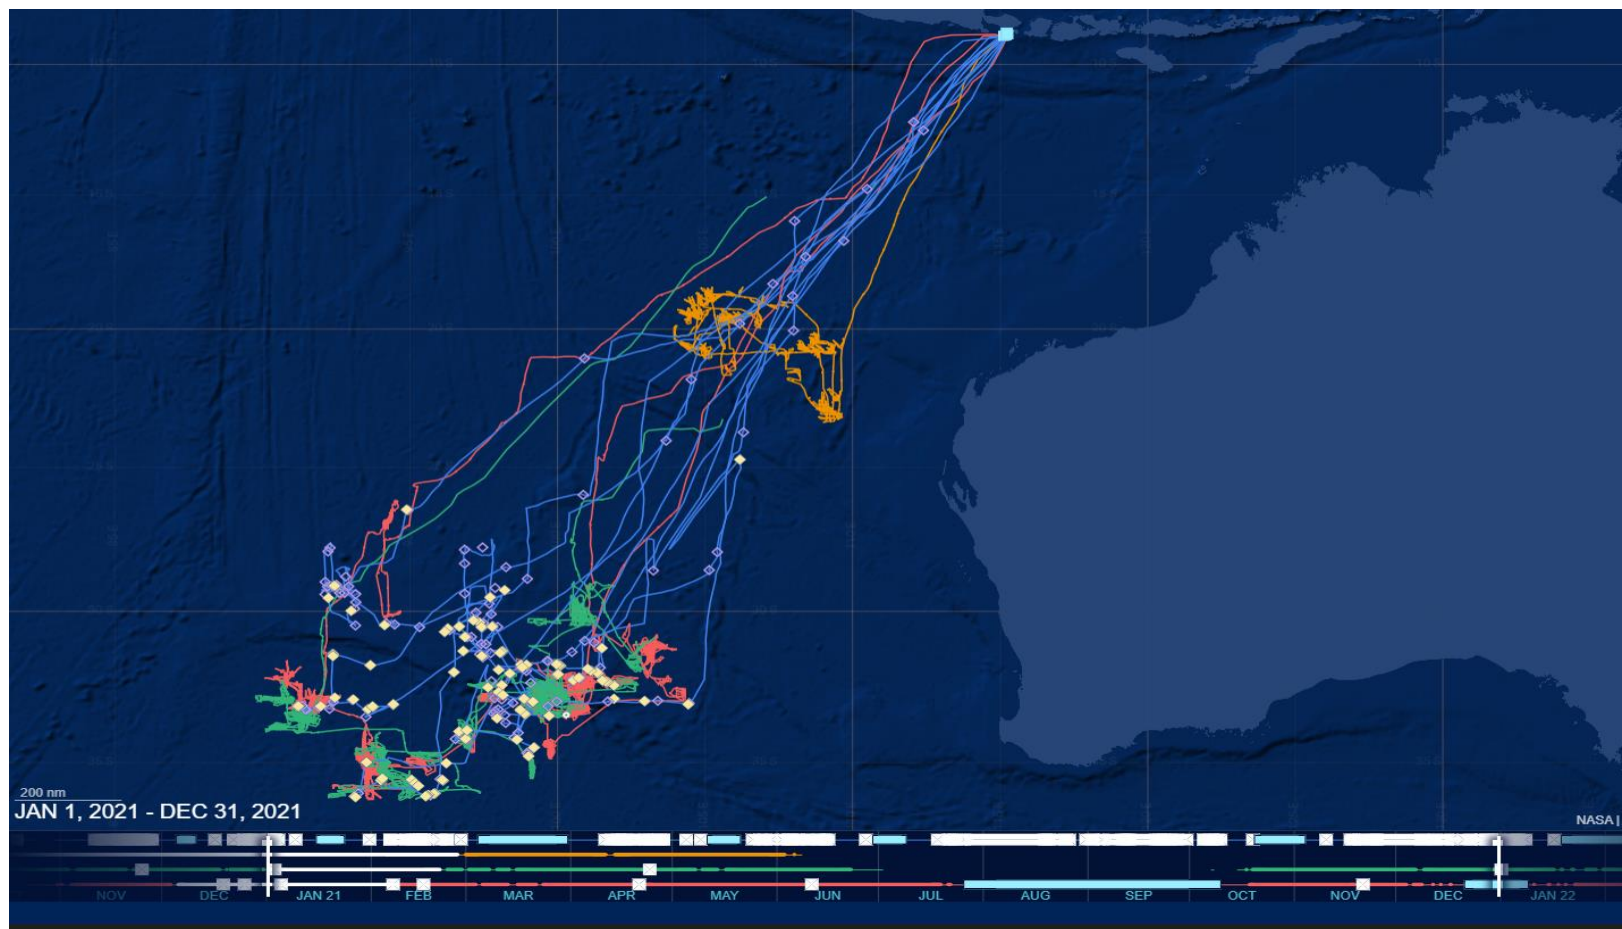 200 nm
JAN 1, 2021 - DEC 31, 2021
NASA |
NOV DEC JAN 21 FEB MAR APR MAY JUN JUL AUG SEP OCT NOV DEC JAN 22